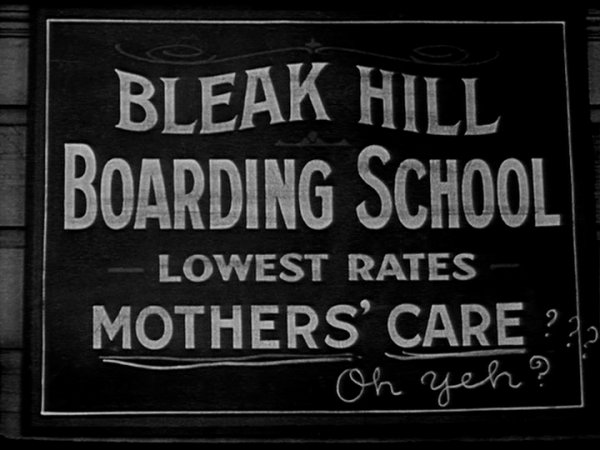 BLEAK HILL
BOARDING SCHOOL
LOWEST RATES
MOTHERS' CARE ? ? ?
Oh yeh?